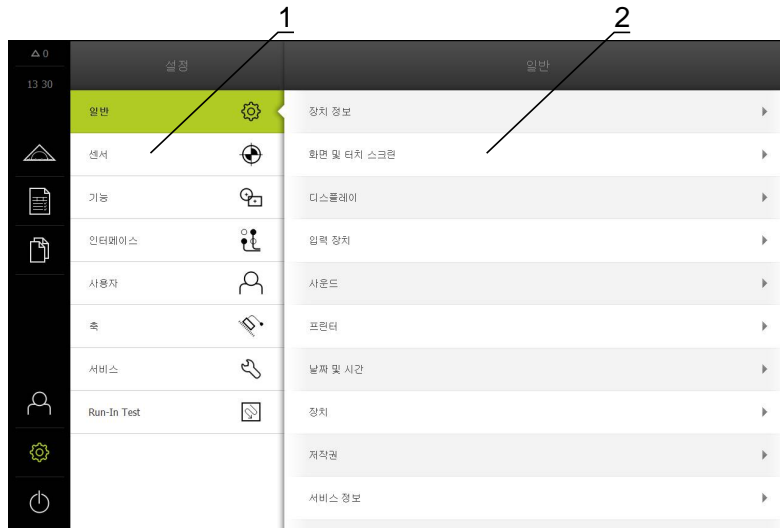 1
2
0
설정
일반
13 30
일반
센서
기능
인터페이스
사용자
축
서비스
Run-In Test
장치 정보
화면 및 터치 스크린
디스플레이
입력 장치
사운드
프린터
날짜 및 시간
장치
저작권
서비스 정보